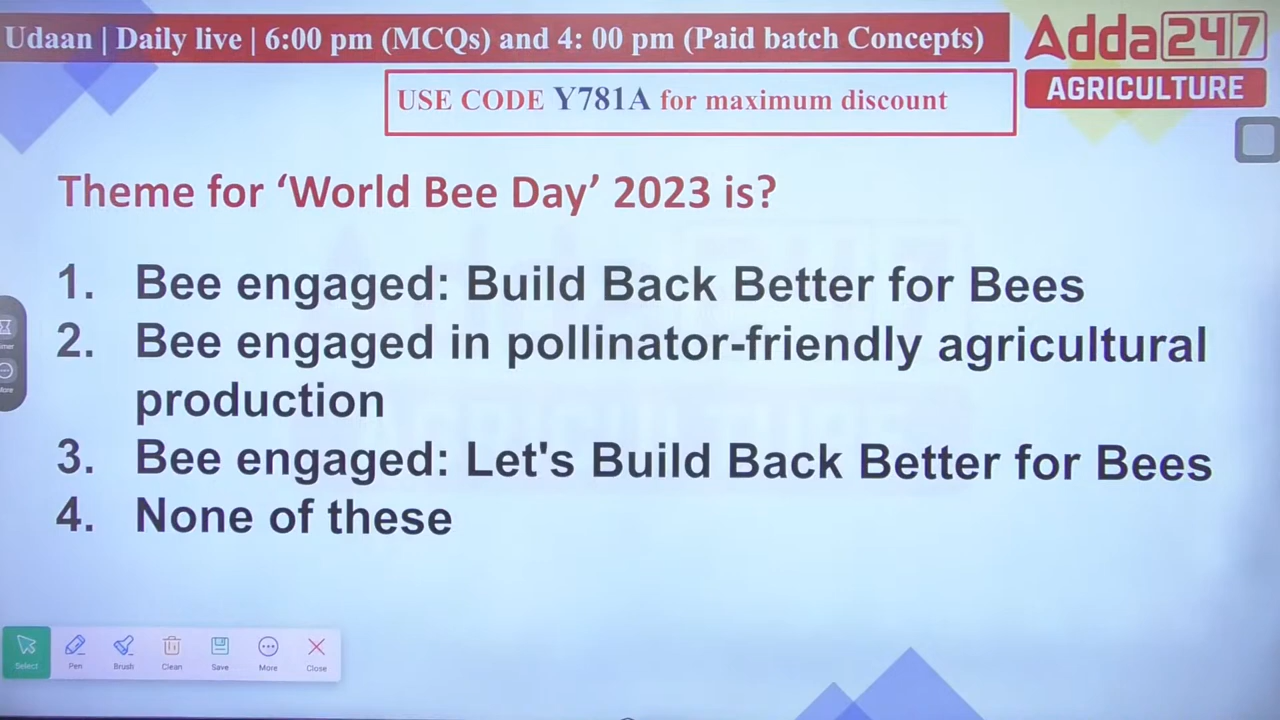 Udaan | Daily live | 6:00 pm (MCQs) and 4: 00 pm (Paid batch Concepts)
Adda247
AGRICULTURE
USE CODE Y781A for maximum discount
Theme for ‘World Bee Day’ 2023 is?
1. Bee engaged: Build Back Better for Bees
2. Bee engaged in pollinator-friendly agricultural
production
3. Bee engaged: Let's Build Back Better for Bees
4. None of these
Select Pen Brush Clean Save More Close